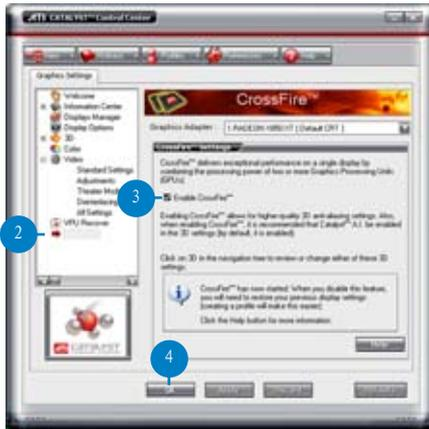 ATI CATALYST™ Control Center
Graphics Settings
Welcome
Information Center
Displays Manager
Display Options
3D
Color
Video
Standard Settings
Adjustments
Theater Mode
Deinterlacing
All Settings
VPU Recover
CrossFire™
Graphics Adapter
CrossFire™ Settings
CrossFire™ delivers exceptional performance on a single display by
combining the processing power of two or more Graphics Processing Units
(GPUs).
3
Enable CrossFire™
Enabling CrossFire™ allows for higher quality 3D anti-aliasing settings. Also,
when enabling CrossFire™, it is recommended that Catalyst™ A.I. be enabled
in the 3D settings (by default, it is enabled).
2
Click on 3D in the navigation tree to review or change either of these 3D
settings.
CrossFire™ has now started. When you disable this feature,
you will need to restore your previous display settings
(creating a profile will make this easier).
Click the Help button for more information.
CATALYST
4